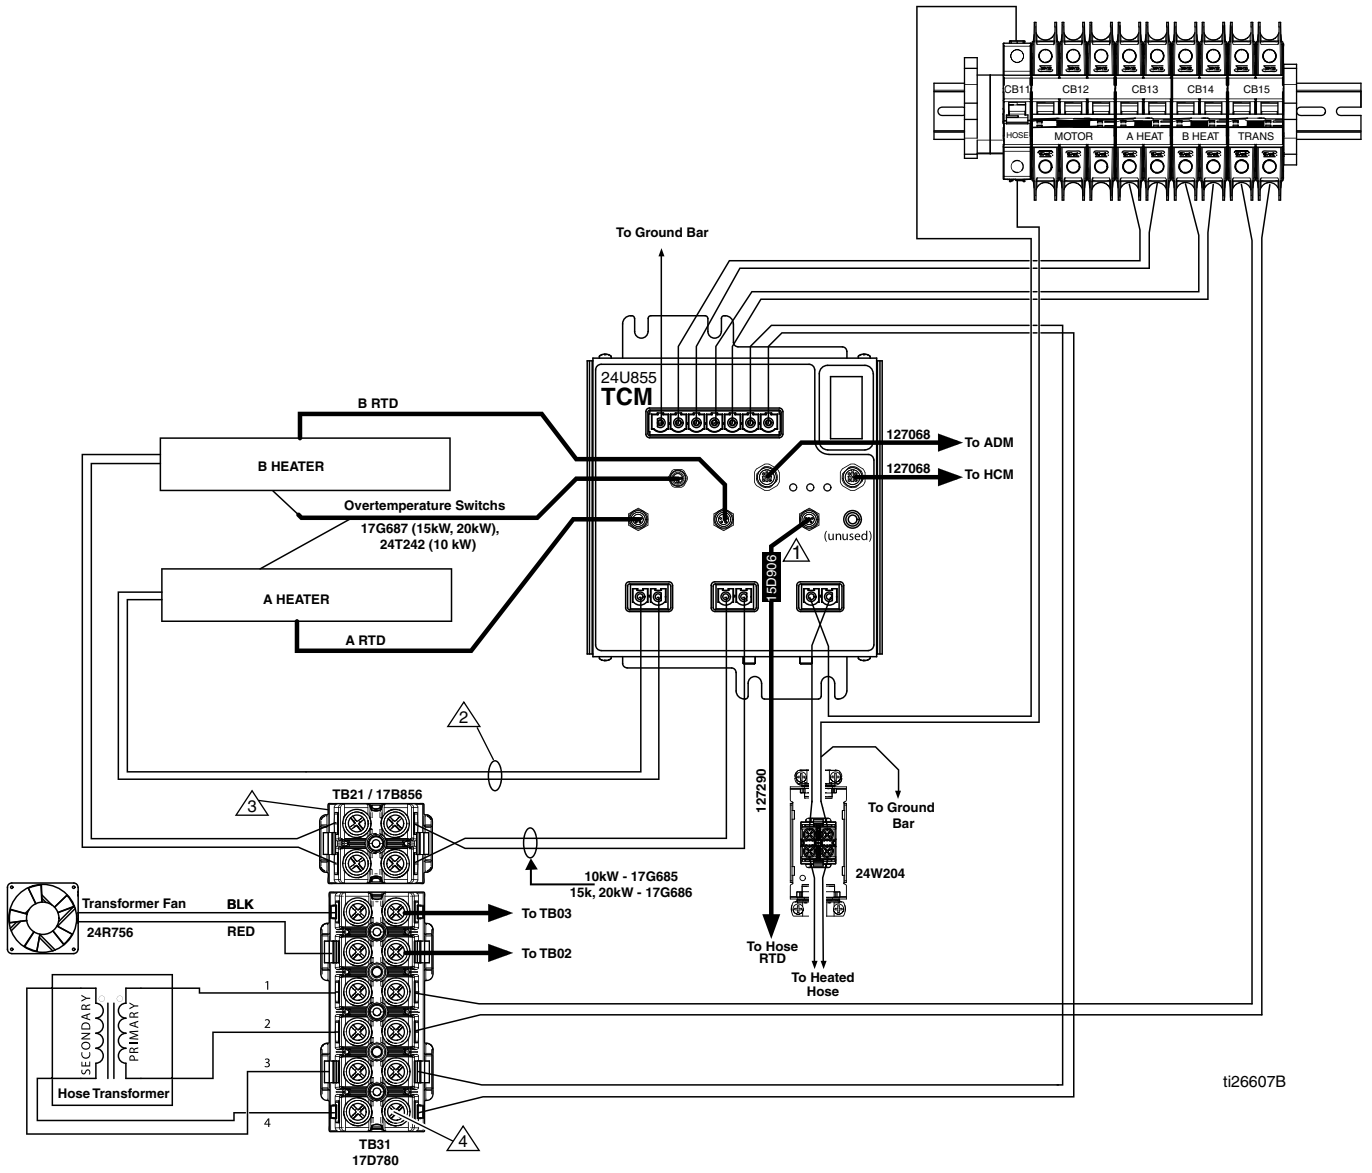 CB11
CB12
CB13
CB14
CB15
HOSE
MOTOR
A HEAT
B HEAT
TRANS
To Ground Bar
24U855
TCM
B RTD
127068
To ADM
127068
To HCM
B HEATER
Overtemperature Switchs
17G687 (15kW, 20kW),
24T242 (10 kW)
(unused)
1
15D906
A HEATER
A RTD
2
127290
TB21 / 17B856
3
To Ground
Bar
10kW - 17G685
15k, 20kW - 17G686
24W204
Transformer Fan
24R756
BLK
RED
To TB03
To TB02
To Hose
RTD
To Heated
Hose
1
2
3
4
SECONDARY
PRIMARY
Hose Transformer
4
TB31
17D780
ti26607B